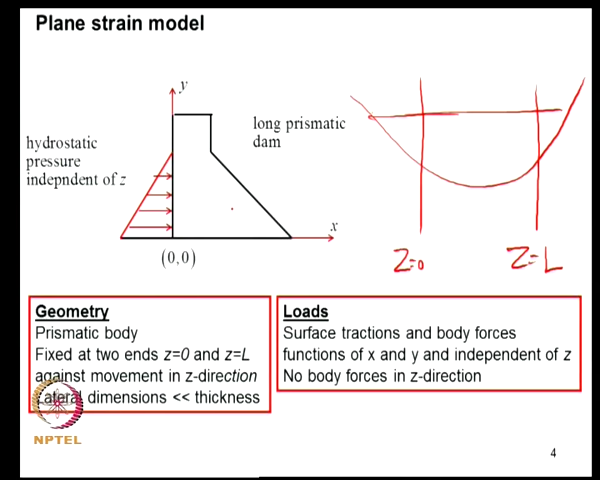 Plane strain model
y
hydrostatic
pressure
indepndent of z
long prismatic
dam
x
(0,0)
Z=0
Z=L
Geometry
Prismatic body
Fixed at two ends z=0 and z=L
against movement in z-direction
Lateral dimensions << thickness
Loads
Surface tractions and body forces
functions of x and y and independent of z
No body forces in z-direction
NPTEL
4